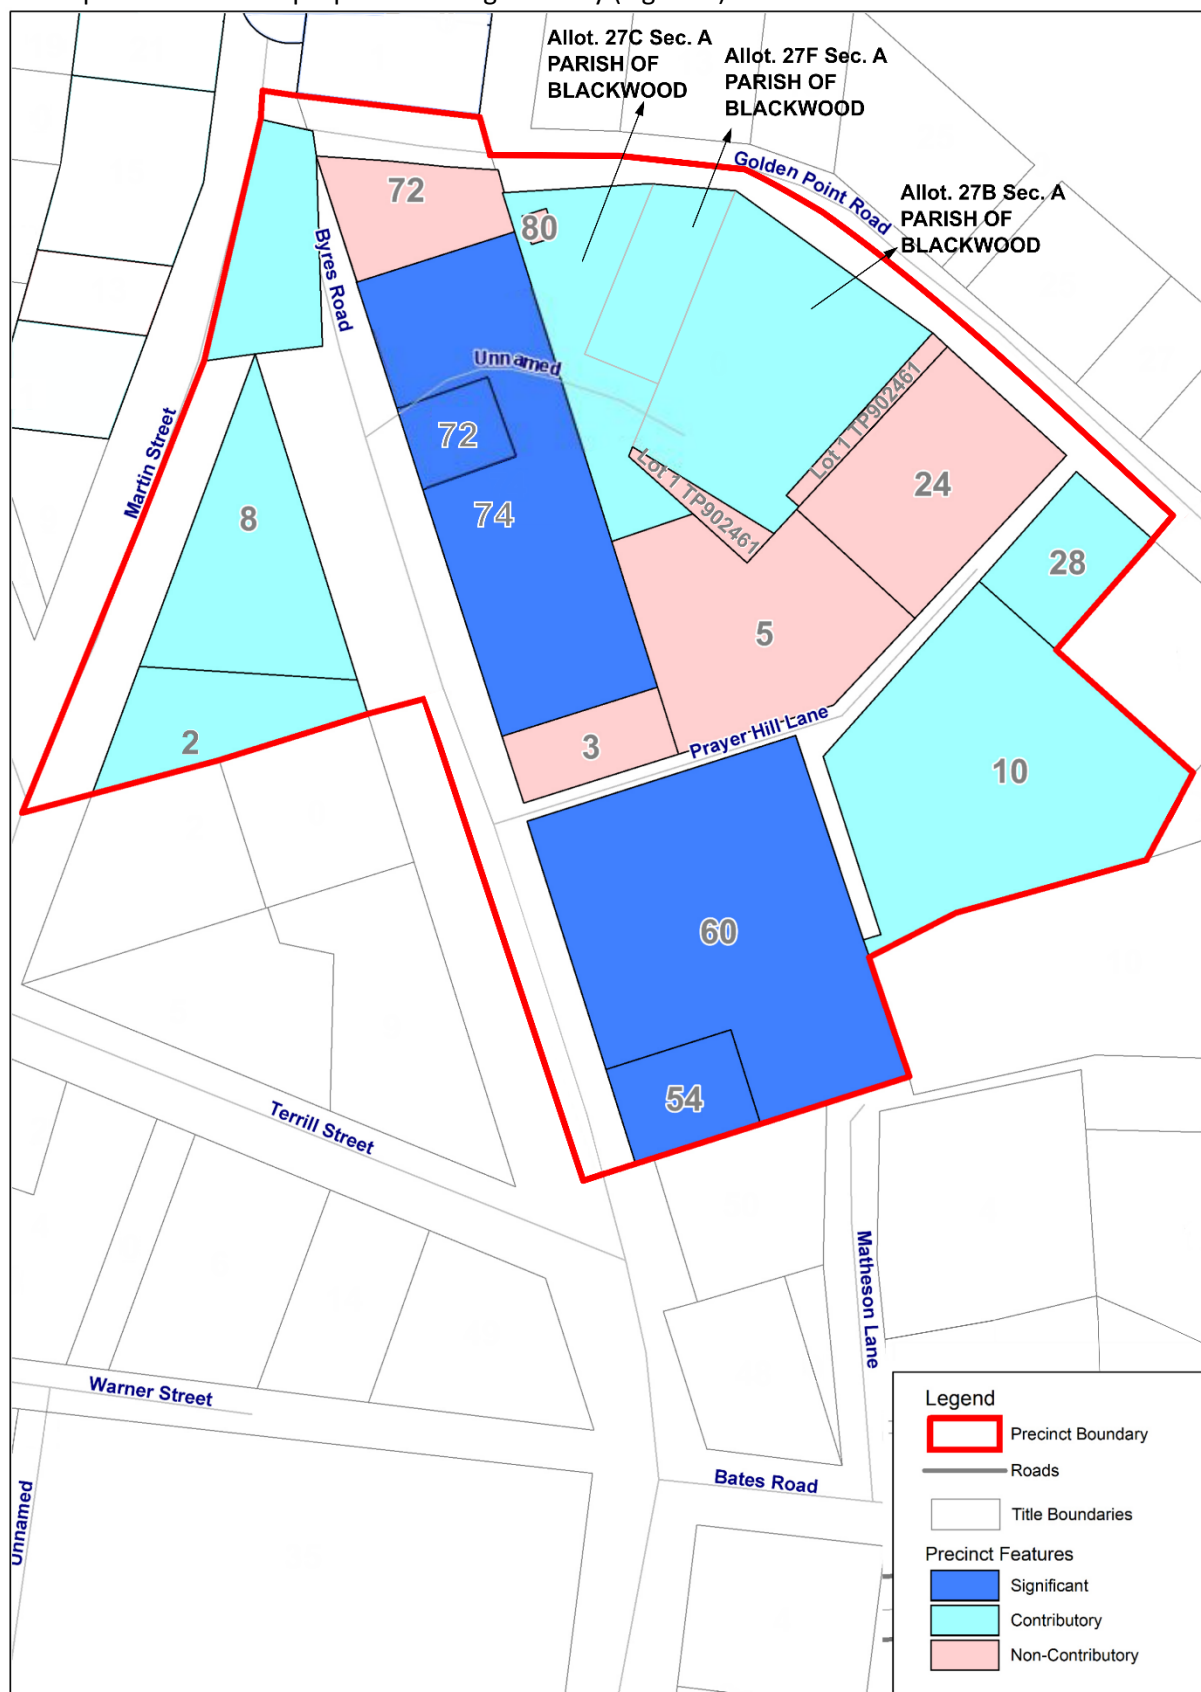 Allot. 27C Sec. A
PARISH OF
BLACKWOOD
Allot. 27F Sec. A
PARISH OF
BLACKWOOD
Golden Point Road
Allot. 27B Sec. A
PARISH OF
BLACKWOOD
72
80
Byres Road
Unnamed
Martin Street
72
74
8
Lot 1 TP902461
Lot 1 TP902461
24
28
5
2
3
Prayer Hill Lane
10
60
54
Terrill Street
Matheson Lane
Warner Street
Unnamed
Bates Road
Legend
Precinct Boundary
Roads
Title Boundaries
Precinct Features
Significant
Contributory
Non-Contributory